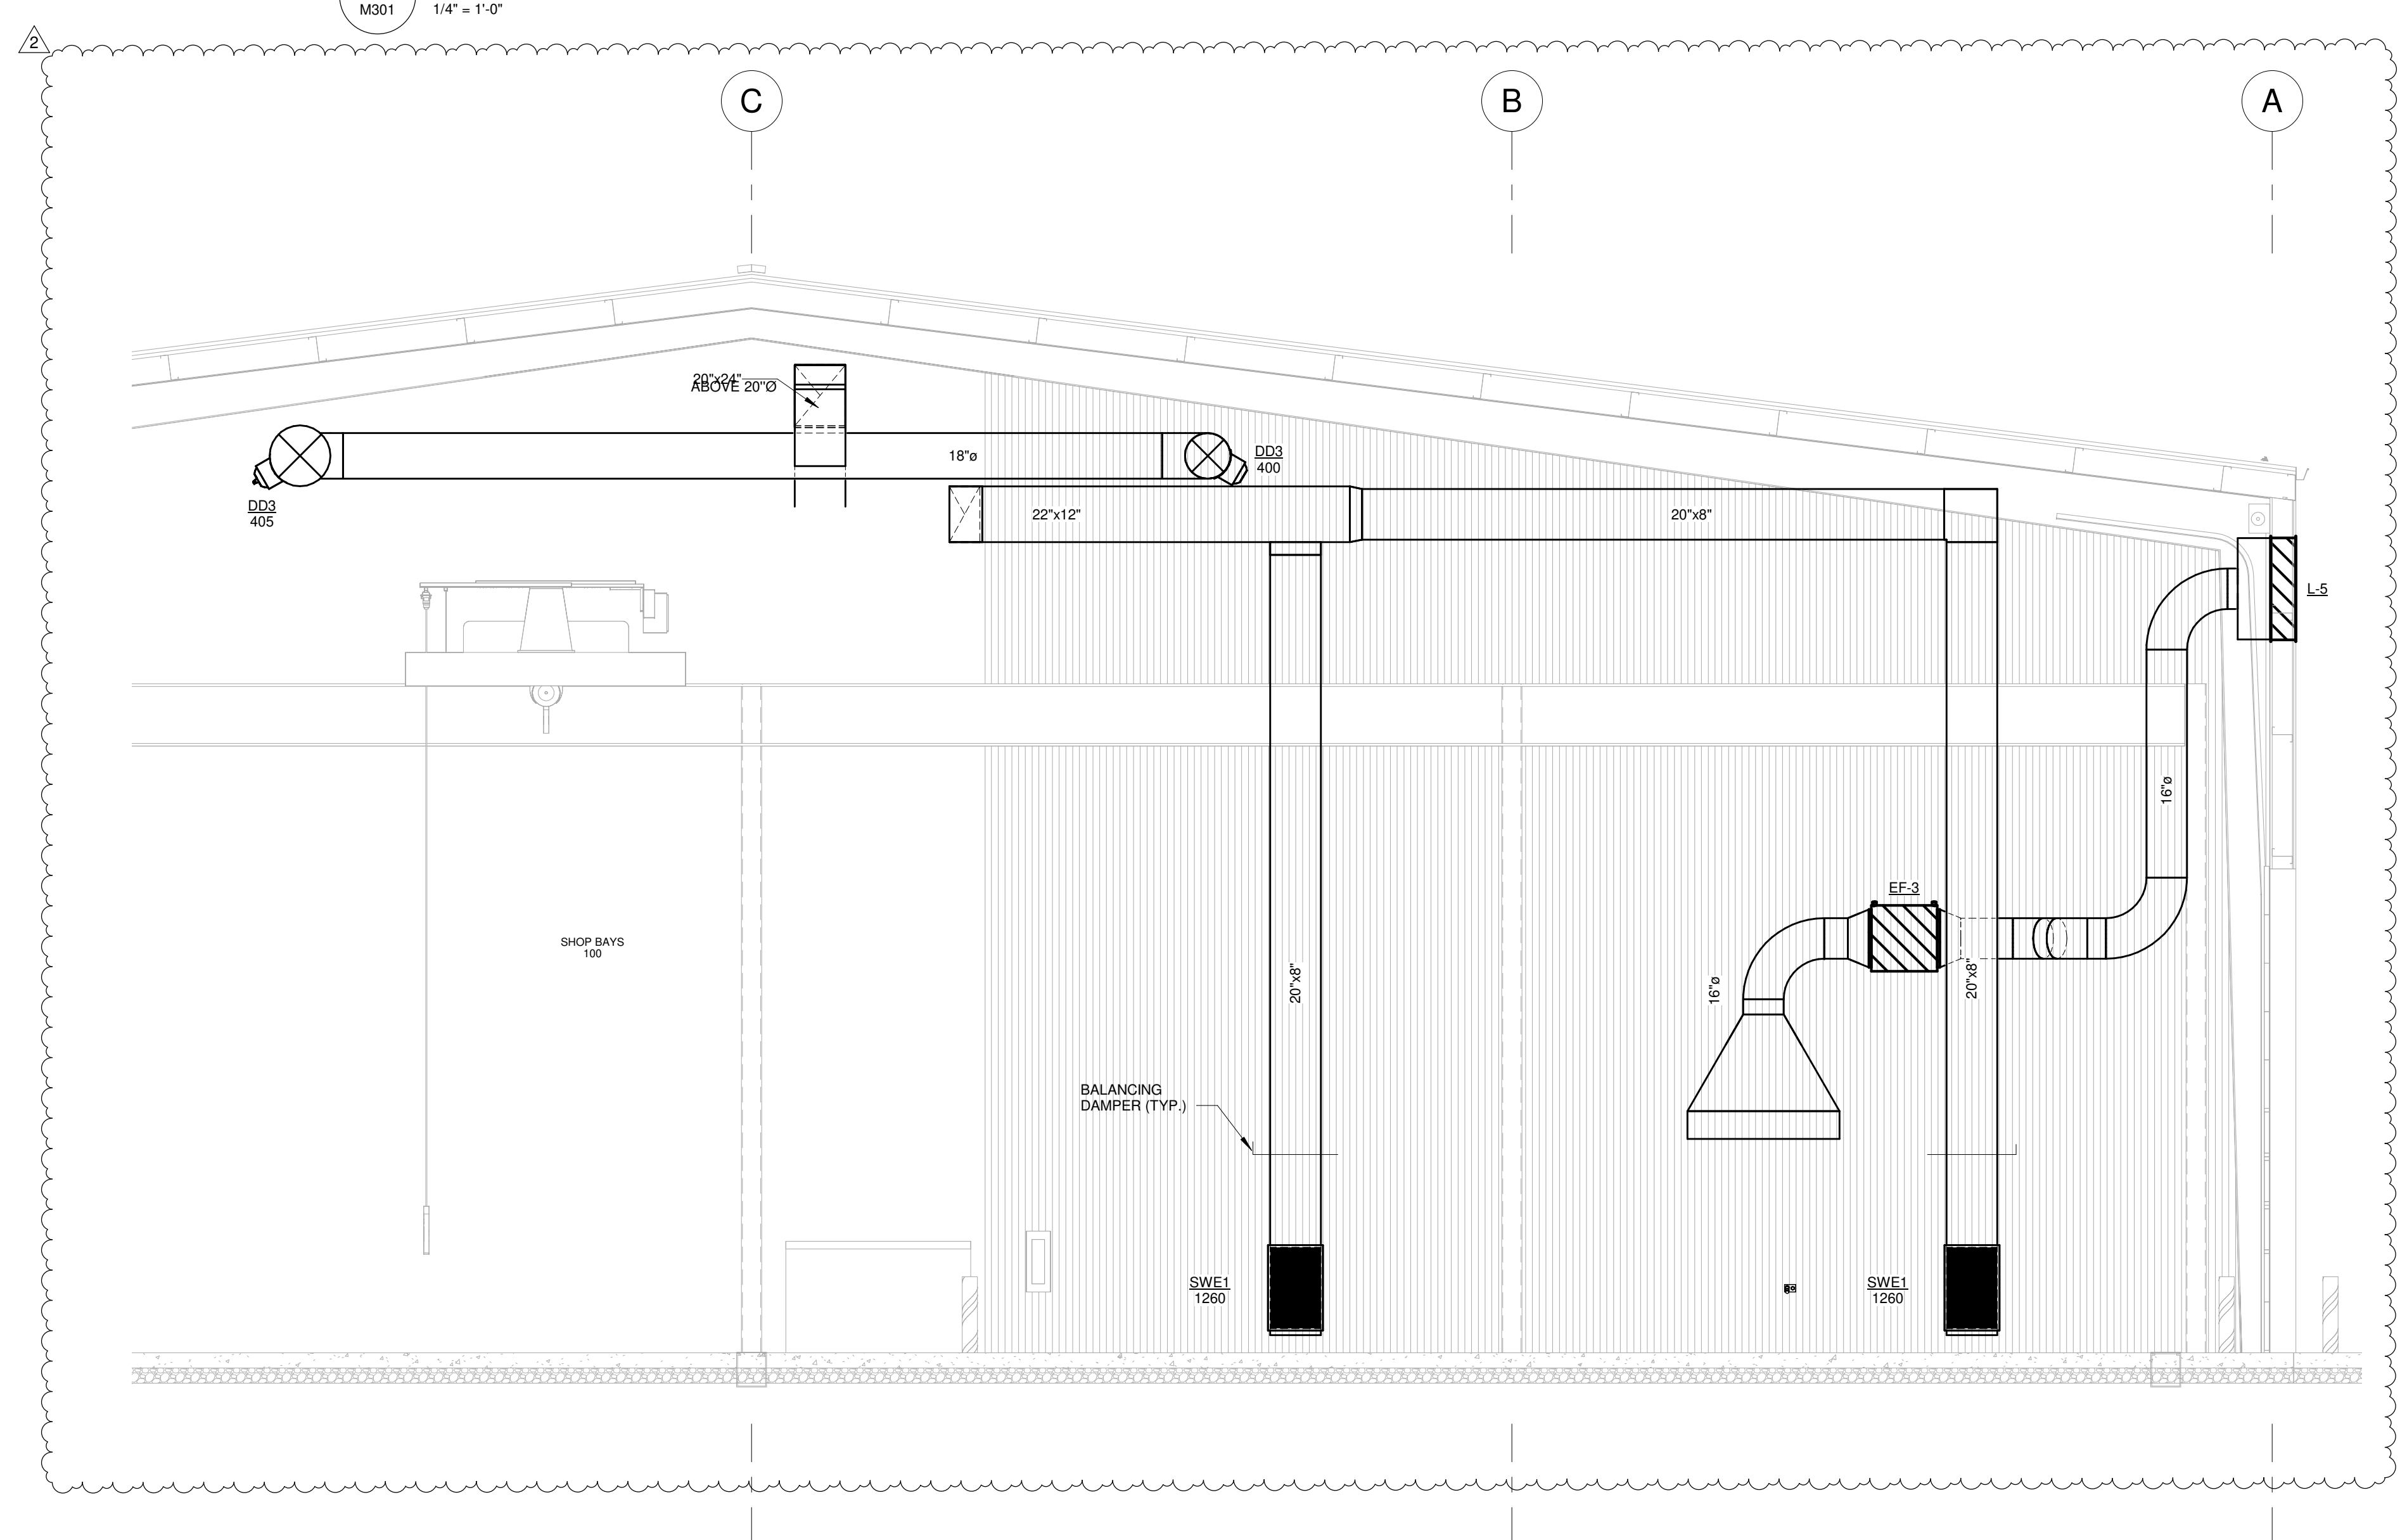 M301
1/4" = 1'-0"
2
C
B
A
20"x24"
ABOVE 20"Ø
18"ø
DD3
400
DD3
405
22"x12"
20"x8"
L-5
16"ø
EF-3
SHOP BAYS
100
20"x8"
20"x8"
16"ø
BALANCING
DAMPER (TYP.)
SWE1
1260
SWE1
1260